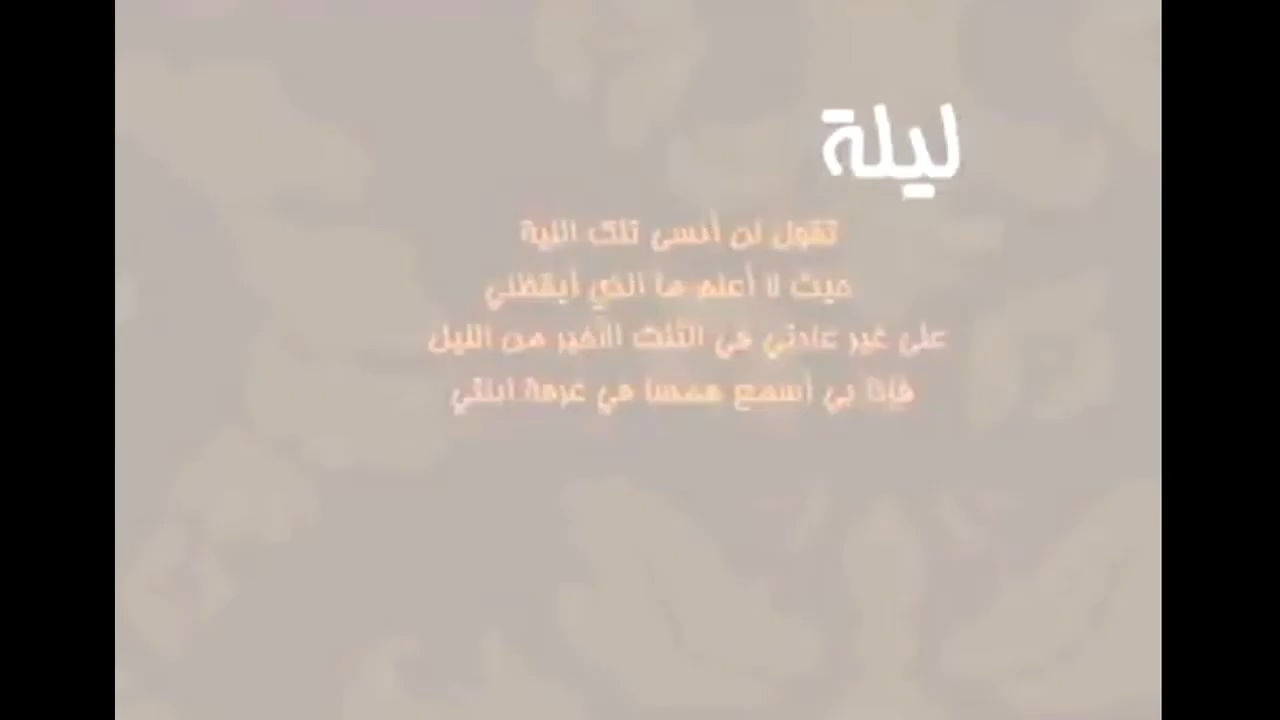 ليلة
تقول لن أنسى تلك اللية
حيث لا أعلم ما الذي أيقظني
على غير عادتي في الثلث الأخير من الليل
فإذا بي أسمع همسا في غرفة ابنتي